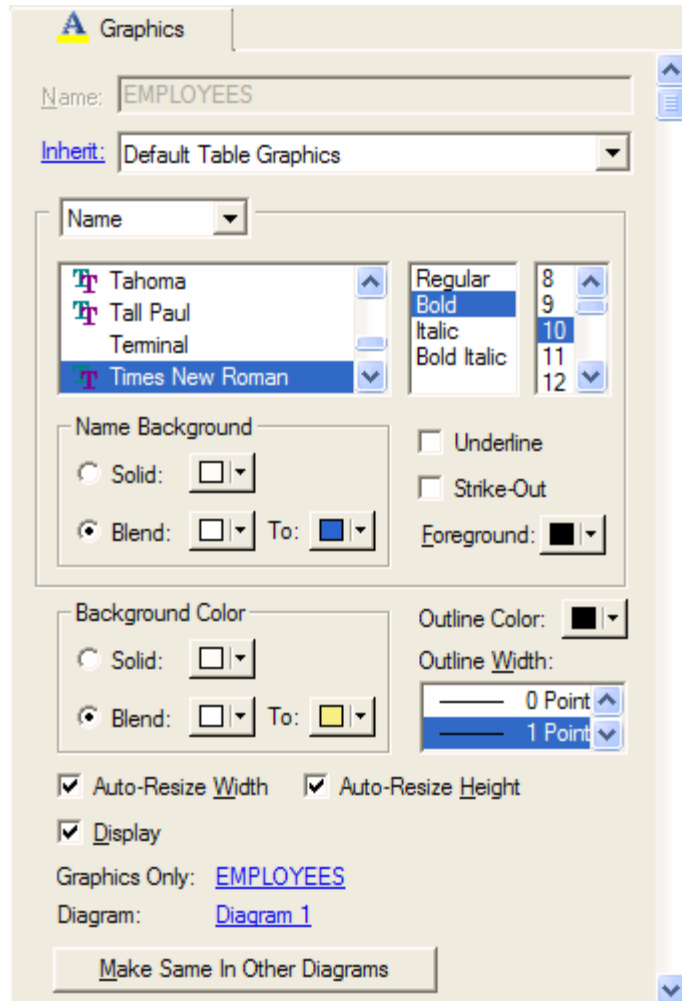 A Graphics
Name: EMPLOYEES
Inherit: Default Table Graphics
Name
Tahoma
Tall Paul
Terminal
Times New Roman
Regular
Bold
Italic
Bold Italic
8
9
10
11
12
Name Background
Solid:
Blend: To:
Underline
Strike-Out
Foreground:
Background Color
Solid:
Blend: To:
Outline Color:
Outline Width:
0 Point
1 Point
Auto-Resize Width Auto-Resize Height
Display
Graphics Only: EMPLOYEES
Diagram: Diagram 1
Make Same In Other Diagrams